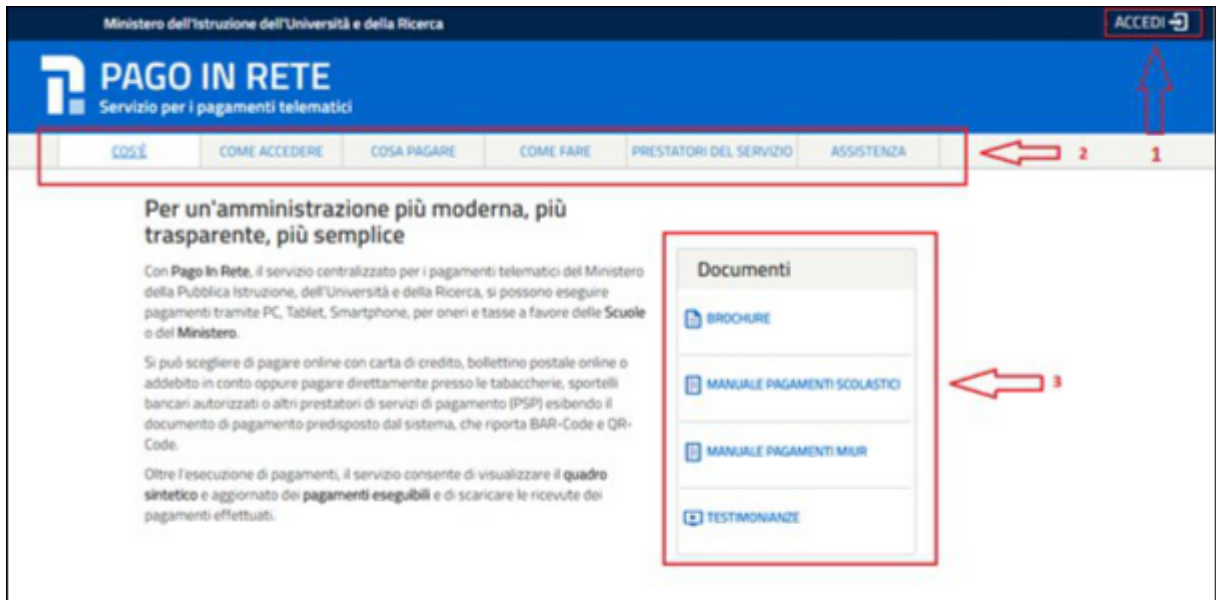 Ministero dell'Istruzione dell'Università e della Ricerca
ACCEDI
PAGO IN RETE
Servizio per i pagamenti telematici
COS'È
COME ACCEDERE
COSA PAGARE
COME FARE
PRESTATORI DEL SERVIZIO
ASSISTENZA
2
1
Per un'amministrazione più moderna, più
trasparente, più semplice
Con Pago In Rete, il servizio centralizzato per i pagamenti telematici del Ministero
della Pubblica Istruzione, dell'Università e della Ricerca, si possono eseguire
pagamenti tramite PC, Tablet, Smartphone, per oneri e tasse a favore delle Scuole
o del Ministero.
Si può scegliere di pagare online con carta di credito, bollettino postale online o
addebito in conto oppure pagare direttamente presso le tabaccherie, sportelli
bancari autorizzati o altri prestatori di servizi di pagamento (PSP) esibendo il
documento di pagamento predisposto dal sistema, che riporta BAR-Code e QR-
Code.
Oltre l'esecuzione di pagamenti, il servizio consente di visualizzare il quadro
sintetico e aggiornato dei pagamenti eseguibili e di scaricare le ricevute dei
pagamenti effettuati.
Documenti
BROCHURE
MANUALE PAGAMENTI SCOLASTICI
3
MANUALE PAGAMENTI MIUR
TESTIMONIANZE